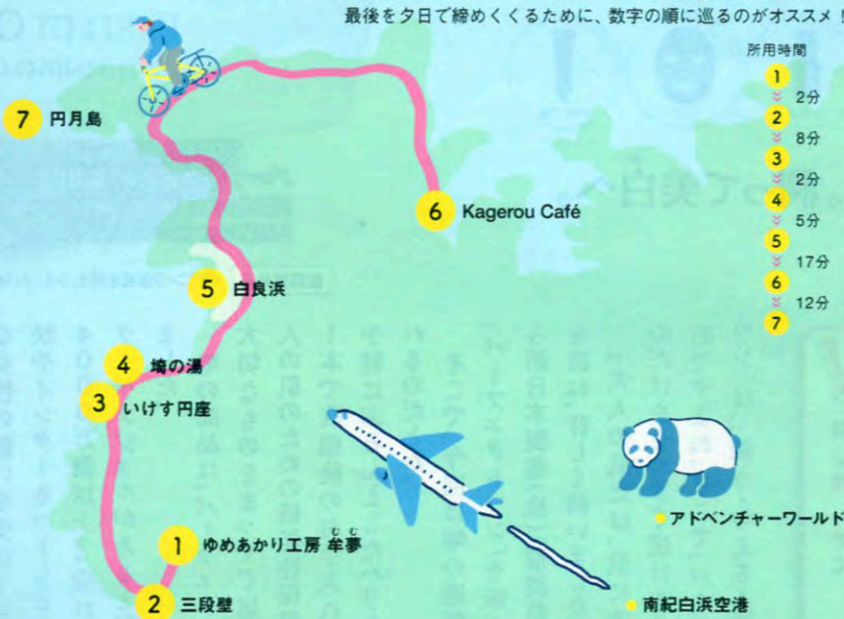 最後を夕日で締めくくるために、数字の順に巡るのがオススメ!
所用時間
1
2分
2
8分
3
2分
4
5分
5
17分
6
12分
7
7 円月島
6 Kagerou Café
5 白良浜
4 埼の湯
3 いけす円座
むむ
1 ゆめあかり工房 牟夢
2 三段壁
アドベンチャーワールド
南紀白浜空港